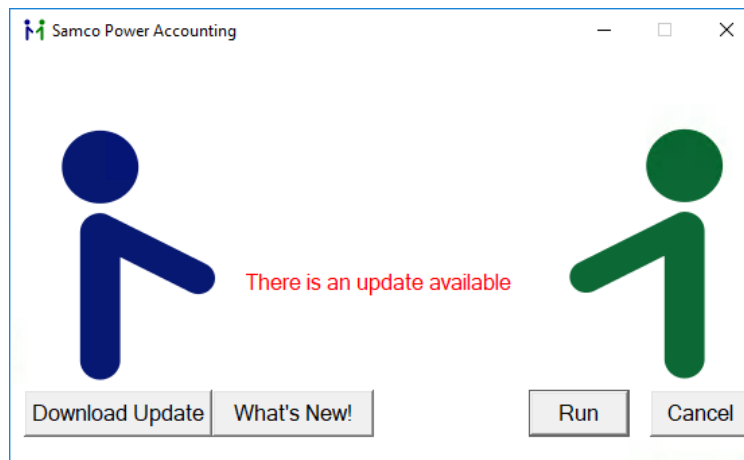 Samco Power Accounting
There is an update available
Download Update What's New! Run Cancel